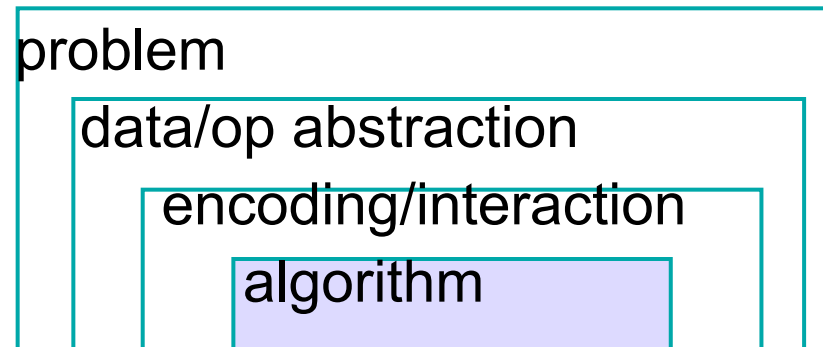 problem
data/op abstraction
encoding/interaction
algorithm